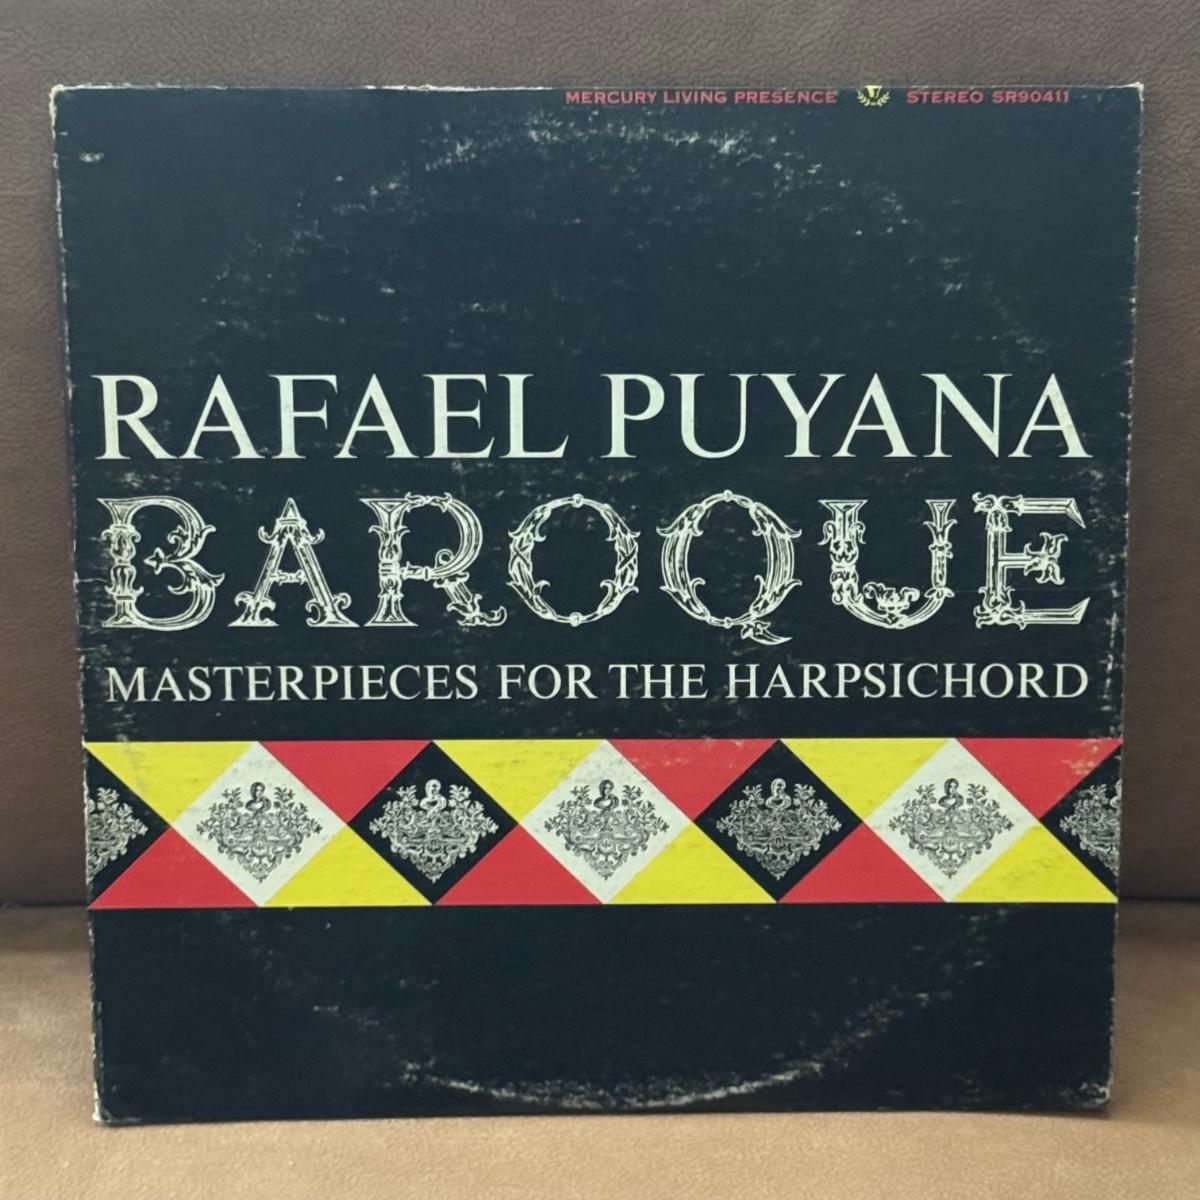 MERCURY LIVING PRESENCE STEREO SR90411
RAFAEL PUYANA
BAROQUE
MASTERPIECES FOR THE HARPSICHORD